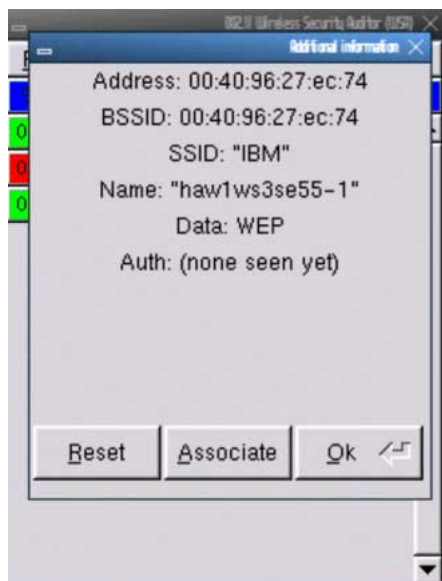 802.11 Wireless Security Auditor (WSA)
Additional information
Address: 00:40:96:27:ec:74
BSSID: 00:40:96:27:ec:74
SSID: "IBM"
Name: "haw1ws3se55-1"
Data: WEP
Auth: (none seen yet)
Reset Associate Ok